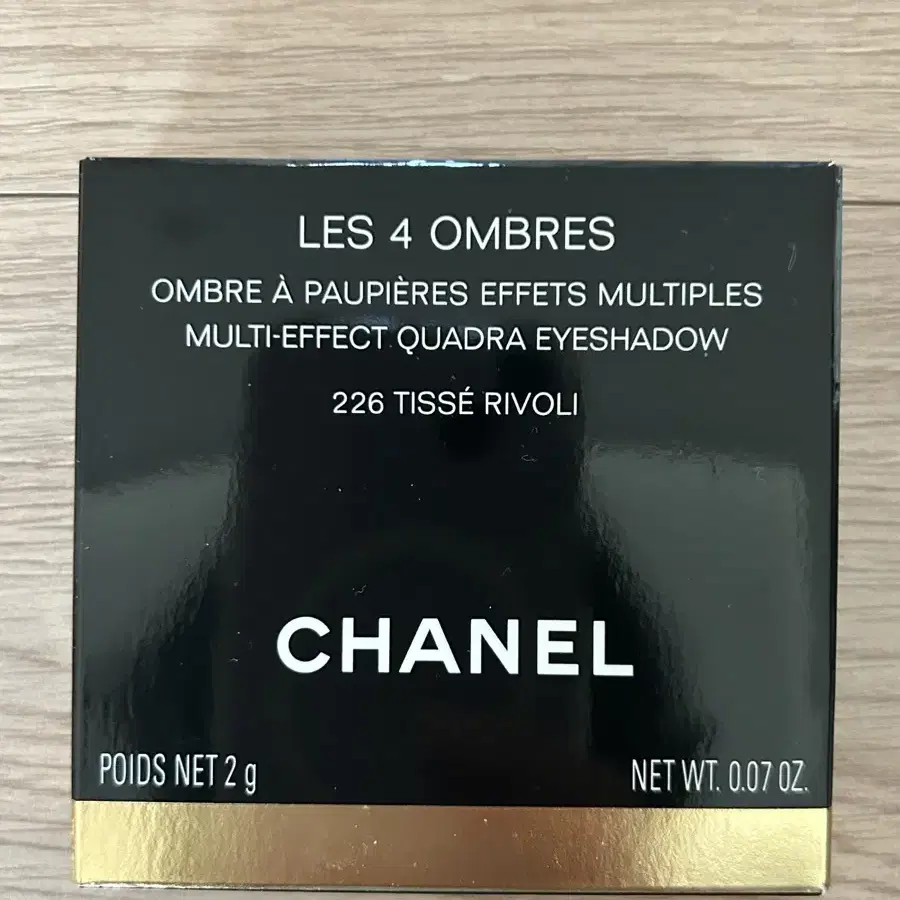 LES 4 OMBRES
OMBRE À PAUPIÈRES EFFETS MULTIPLES
MULTI-EFFECT QUADRA EYESHADOW
226 TISSÉ RIVOLI
CHANEL
POIDS NET 2 g
NET WT. 0.07 OZ.